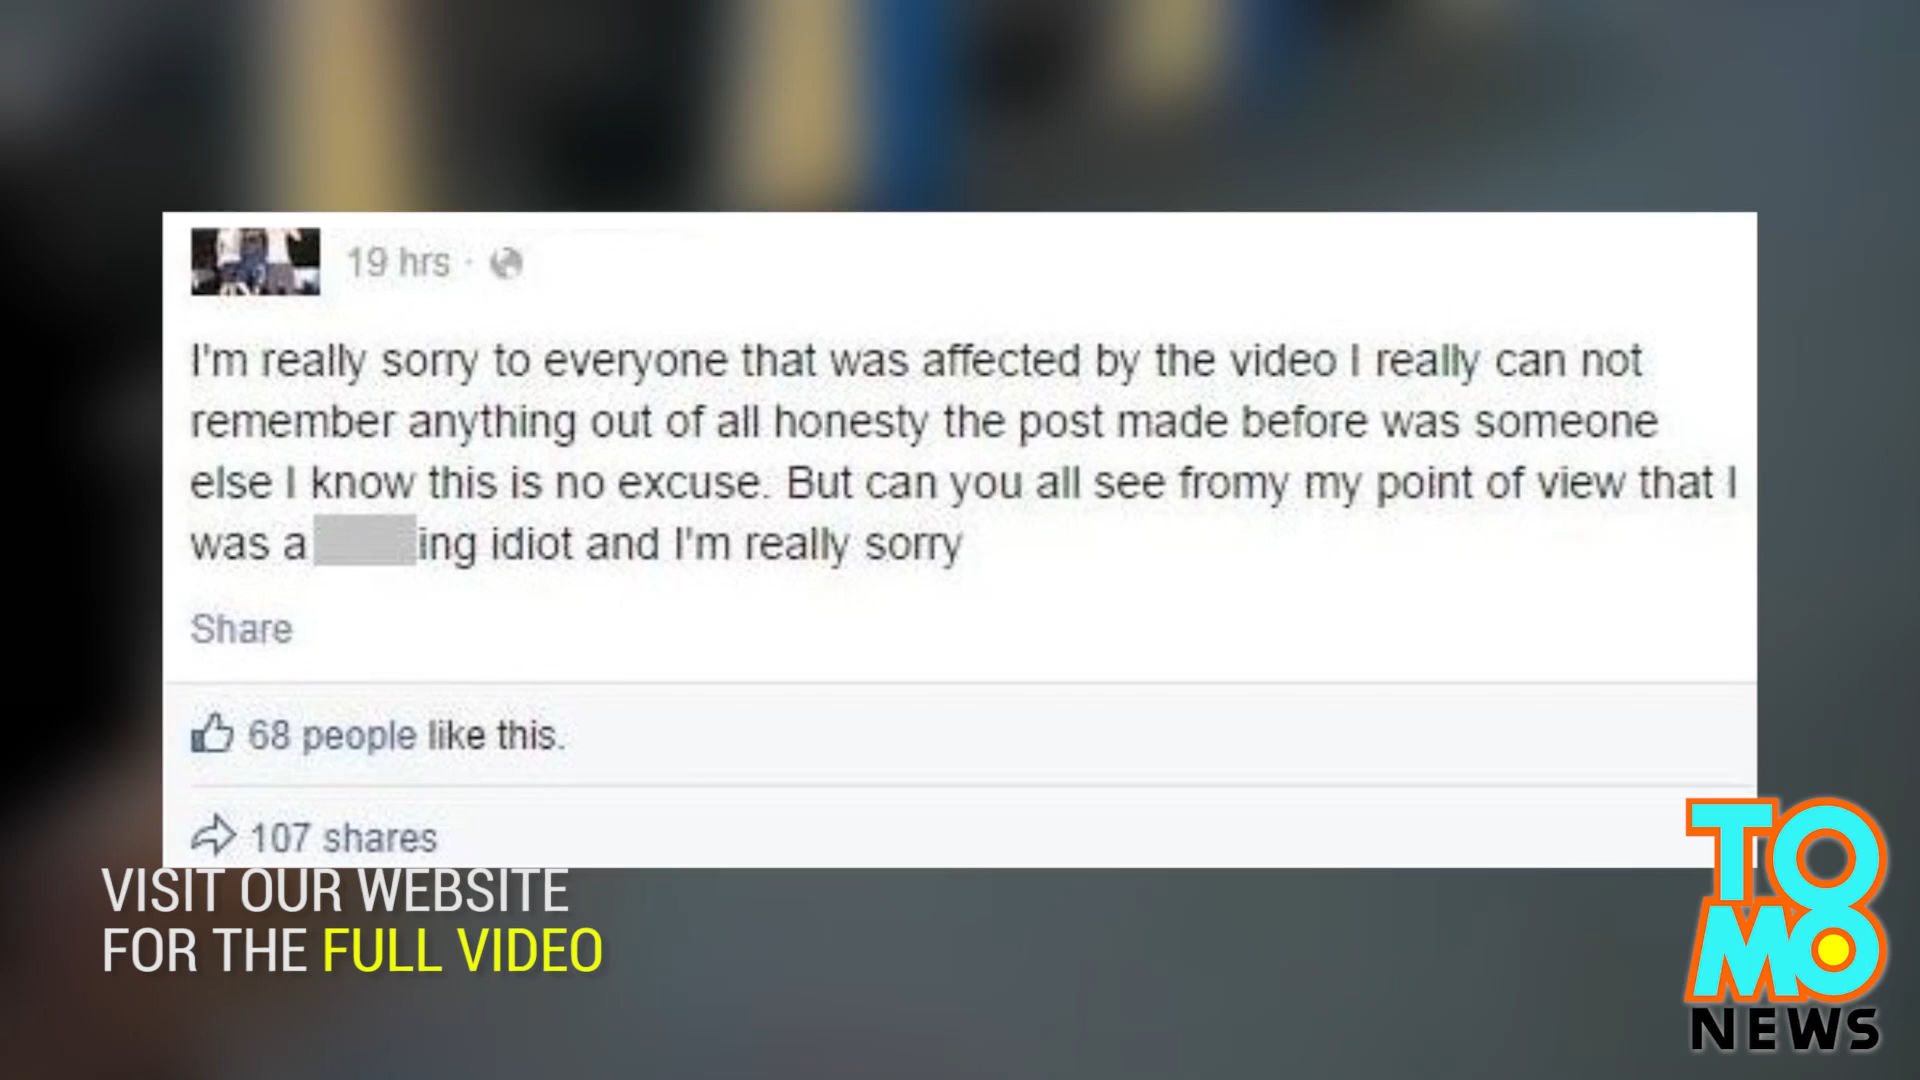 19 hrs ·
I'm really sorry to everyone that was affected by the video I really can not
remember anything out of all honesty the post made before was someone
else I know this is no excuse. But can you all see fromy my point of view that I
was a ing idiot and I'm really sorry
Share
68 people like this.
107 shares
VISIT OUR WEBSITE
FOR THE FULL VIDEO
TO
MO
NEWS